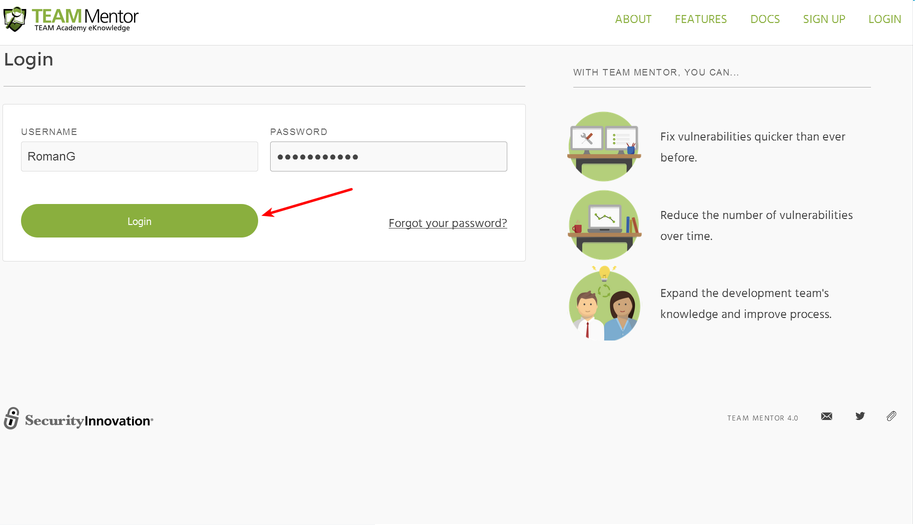 TEAM Mentor
TEAM Academy eKnowledge
ABOUT FEATURES DOCS SIGN UP LOGIN
Login
WITH TEAM MENTOR, YOU CAN...
USERNAME PASSWORD
RomanG ●●●●●●●●●●●
Login
Forgot your password?
Fix vulnerabilities quicker than ever
before.
Reduce the number of vulnerabilities
over time.
Expand the development team's
knowledge and improve process.
SecurityInnovation
TEAM MENTOR 4.0